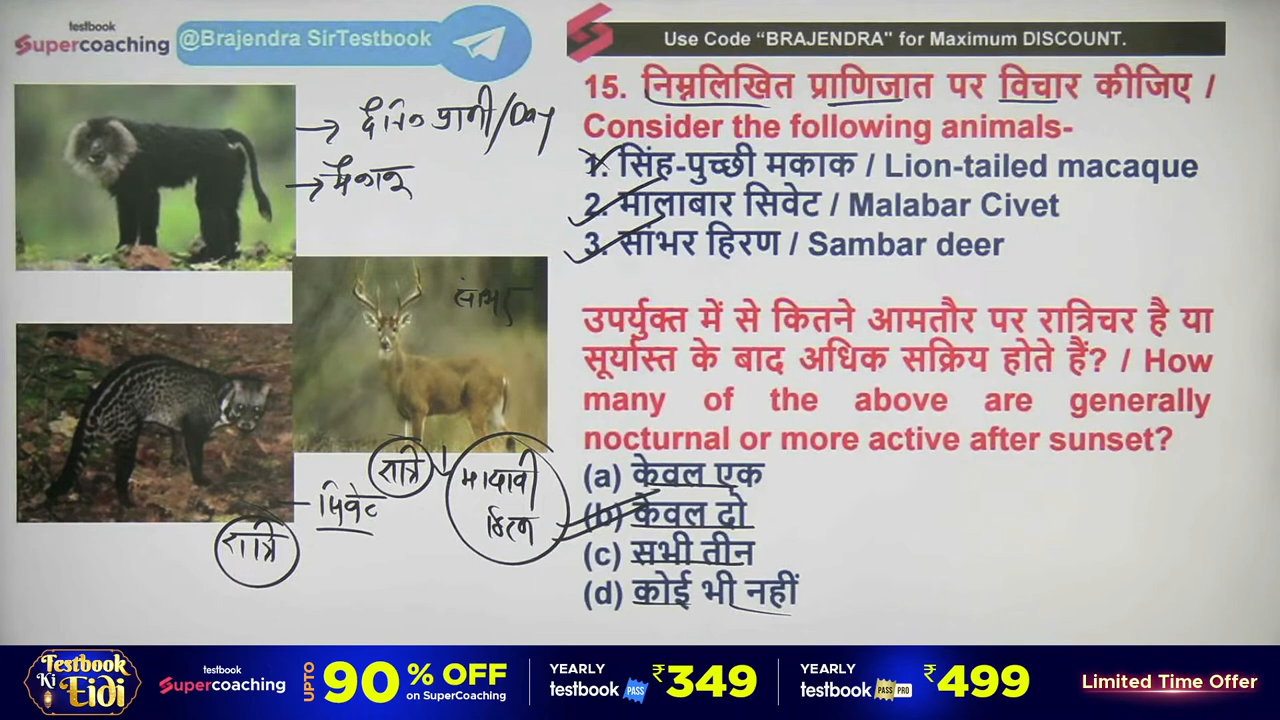 testbook
Supercoaching
@Brajendra SirTestbook
Use Code “BRAJENDRA" for Maximum DISCOUNT.
15. निम्नलिखित प्राणिजात पर विचार कीजिए /
Consider the following animals-
1. सिंह-पुच्छी मकाक / Lion-tailed macaque
2. मालाबार सिवेट / Malabar Civet
3. सांभर हिरण / Sambar deer
उपर्युक्त में से कितने आमतौर पर रात्रिचर है या
सूर्यास्त के बाद अधिक सक्रिय होते हैं? / How
many of the above are generally
nocturnal or more active after sunset?
(a) केवल एक
(b) केवल दो
(c) सभी तीन
(d) कोई भी नहीं
/Day
सांभर
रात्रि
सिवेट
रात्रि
हिरण
Testbook
Ki
Eidi
testbook
Supercoaching
UPTO
90% OFF
on SuperCoaching
YEARLY
testbook PASS
₹349
YEARLY
testbook PASS PRO
₹499
Limited Time Offer